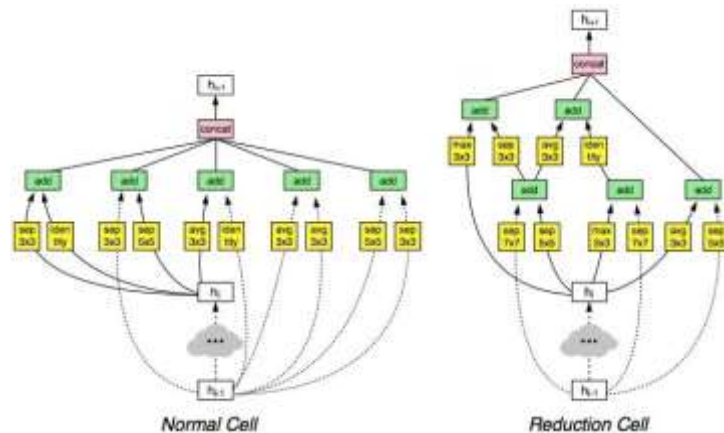 hi+1
concat
add add add add add
sep iden sep sep avg iden avg avg sep sep
3x3 tity 3x3 5x5 3x3 tity 3x3 3x3 5x5 3x3
hi
...
hi-1
Normal Cell
hi+1
concat
add add
max sep avg iden
3x3 3x3 3x3 tity
add add add
sep sep max sep avg sep
7x7 5x5 3x3 7x7 3x3 5x5
hi
...
hi-1
Reduction Cell